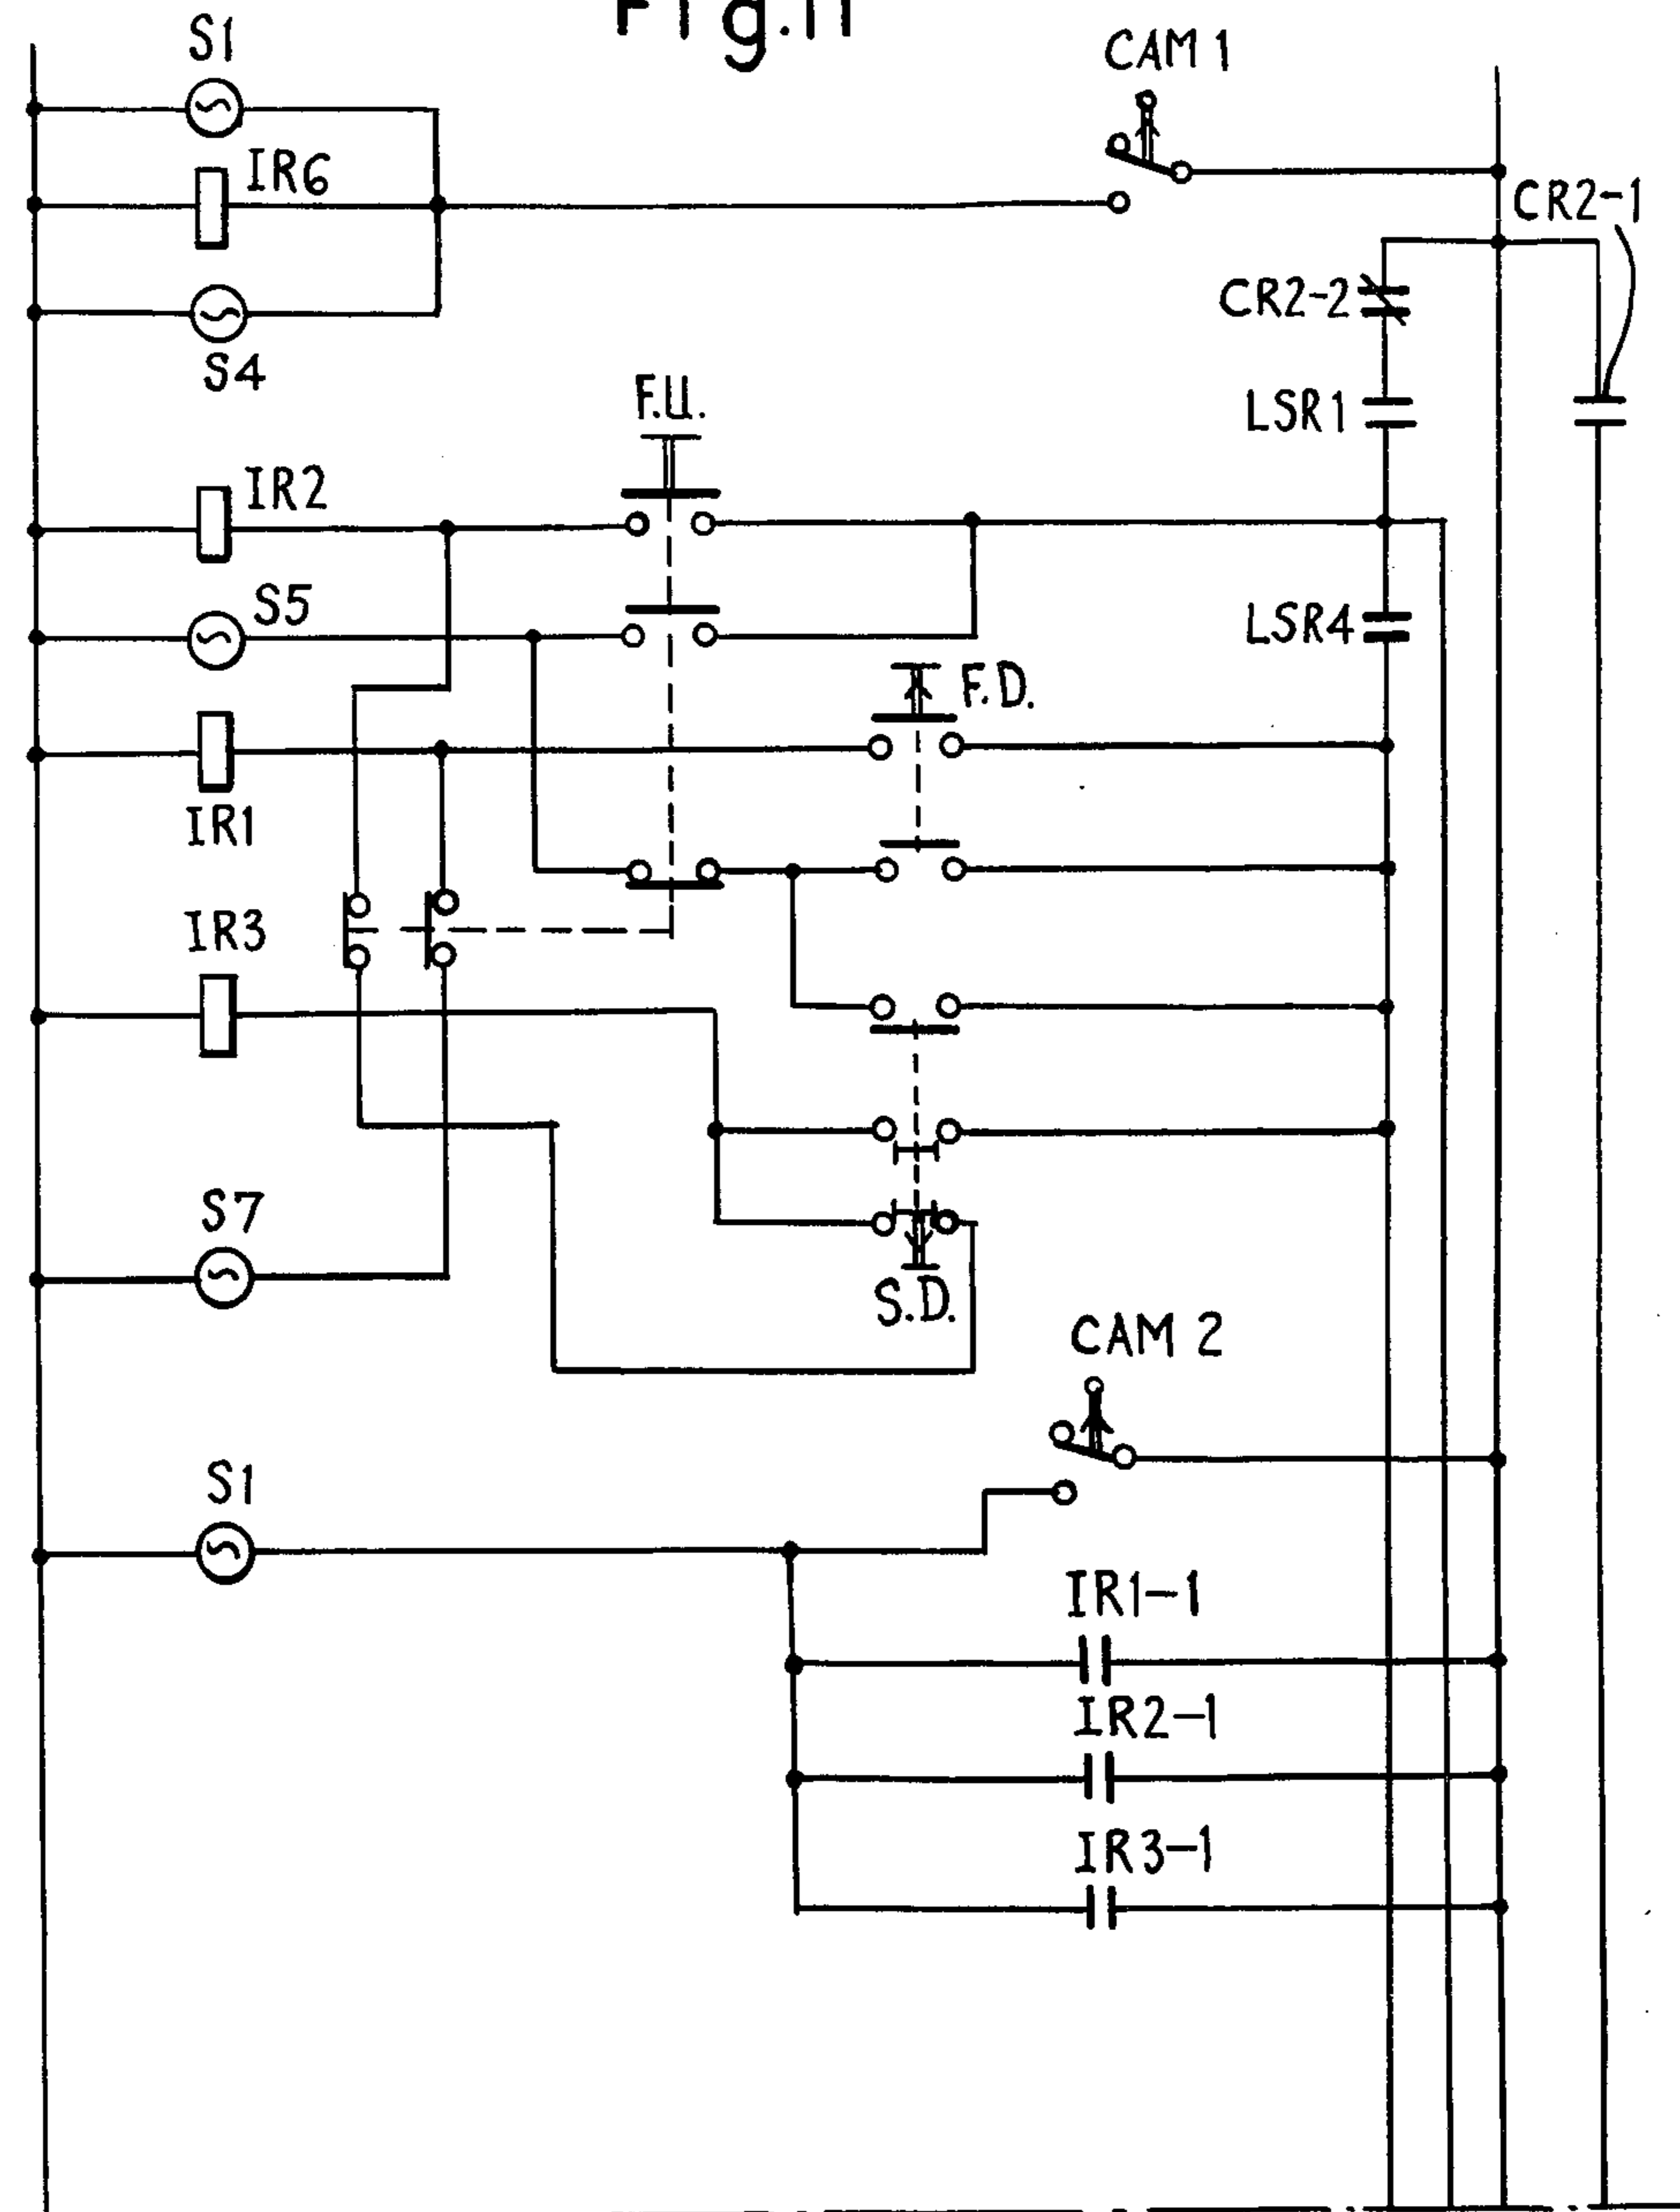 Fig.11
S1
CAM 1
IR6
CR2-1
CR2-2
S4
F.U.
LSR1
IR2
S5
LSR4
F.D.
IR1
IR3
S7
S.D.
CAM 2
S1
IR1-1
IR2-1
IR3-1